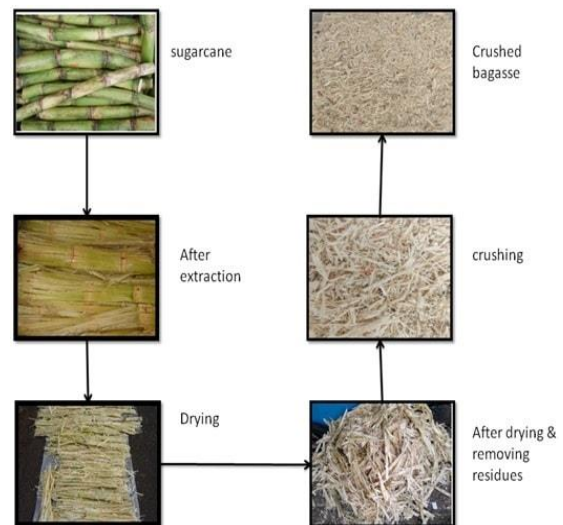 sugarcane
After
extraction
Drying
After drying &
removing
residues
crushing
Crushed
bagasse